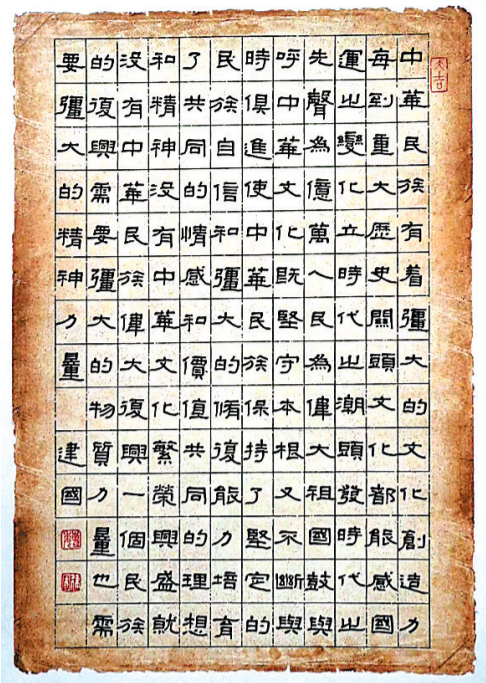 中華民族有着彊大的文化創造力
每到重大歷史關頭文化都能感國
運之變化立時代之潮頭發時代之
先聲為億萬人民為偉大祖國鼓與
呼中華文化既堅守本根又不斷與
時俱進使中華民族保持了堅定的
民族自信和彊大的脩復能力培育
了共同的情感和價值共同的理想
和精神沒有中華文化繁榮興盛就
沒有中華民族偉大復興一個民族
的復興需要彊大的物質力量也需
要彊大的精神力量 建國